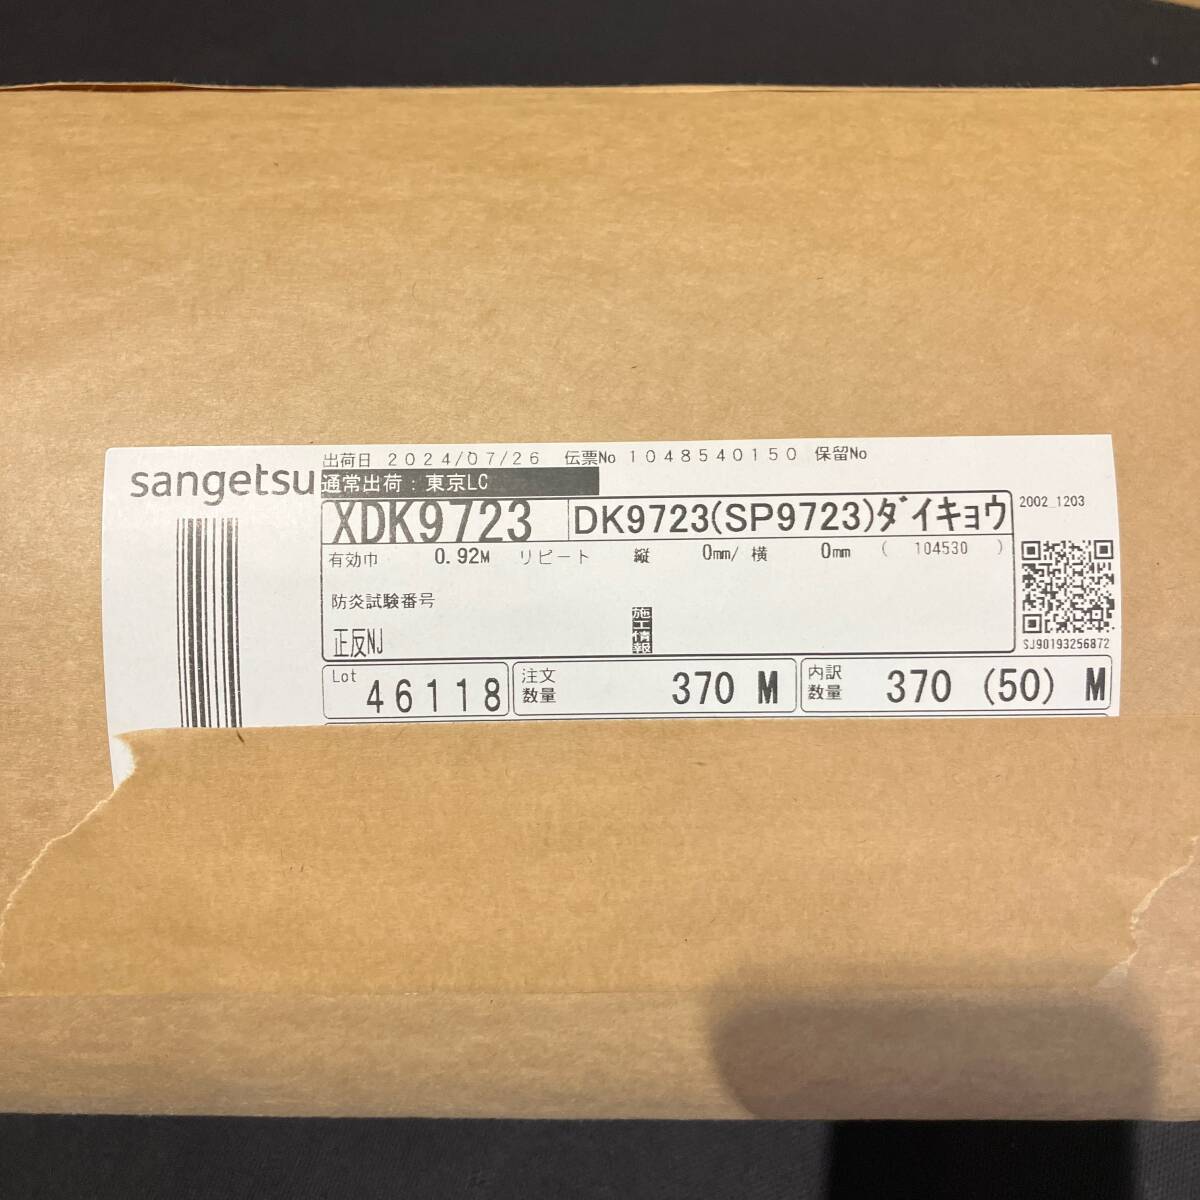 出荷日 2024/07/26 伝票No 1048540150 保留No
sangetsu
通常出荷：東京LC
XDK9723 DK9723(SP9723)ダイキョウ 2002_1203
有効巾 0.92M リピート 縦 0mm/ 横 0mm ( 104530 )
防炎試験番号
正反NJ 施工情報
SJ90193256872
Lot 46118 注文数量 370 M 内訳数量 370 (50) M